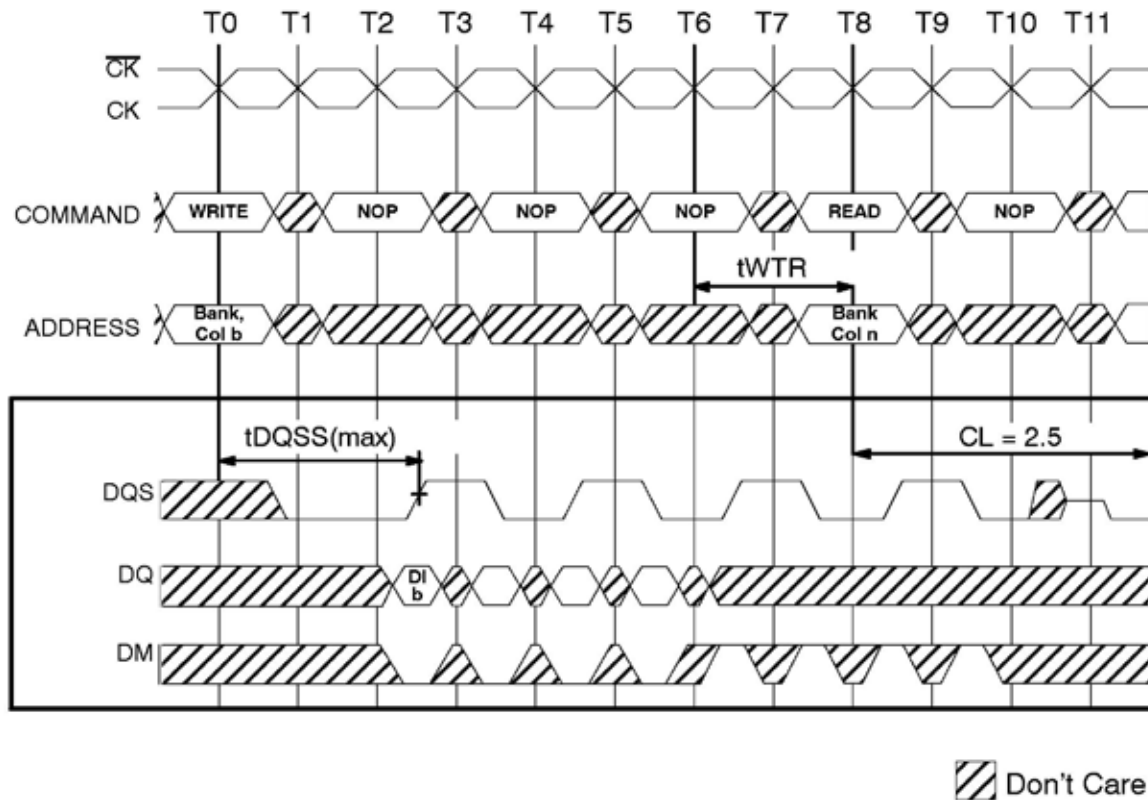 T0 T1 T2 T3 T4 T5 T6 T7 T8 T9 T10 T11
CK
CK
COMMAND WRITE NOP NOP NOP READ NOP
tWTR
ADDRESS Bank, Col b Bank Col n
tDQSS(max) CL = 2.5
DQS
DQ DI b
DM
Don't Care